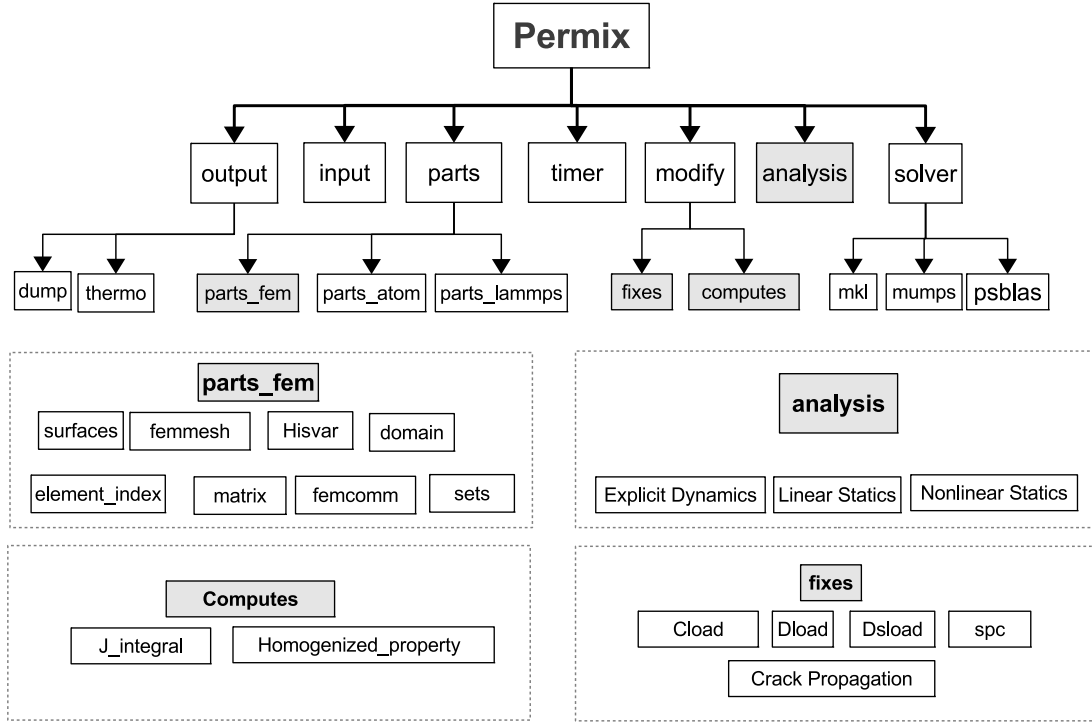 Permix
output input parts timer modify analysis solver
dump thermo parts_fem parts_atom parts_lammps fixes computes mkl mumps psblas
parts_fem
surfaces femmesh Hisvar domain
element_index matrix femcomm sets
analysis
Explicit Dynamics Linear Statics Nonlinear Statics
Computes
J_integral Homogenized_property
fixes
Cload Dload Dsload spc
Crack Propagation